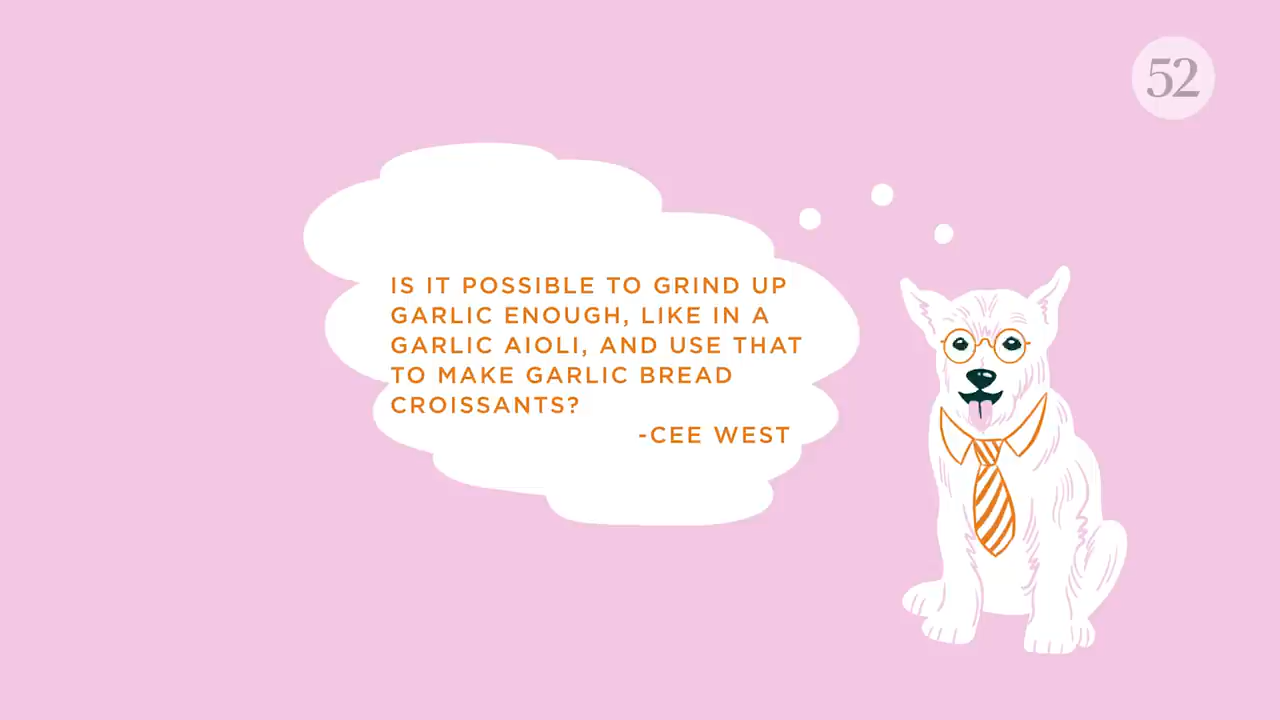 52
IS IT POSSIBLE TO GRIND UP
GARLIC ENOUGH, LIKE IN A
GARLIC AIOLI, AND USE THAT
TO MAKE GARLIC BREAD
CROISSANTS?
-CEE WEST